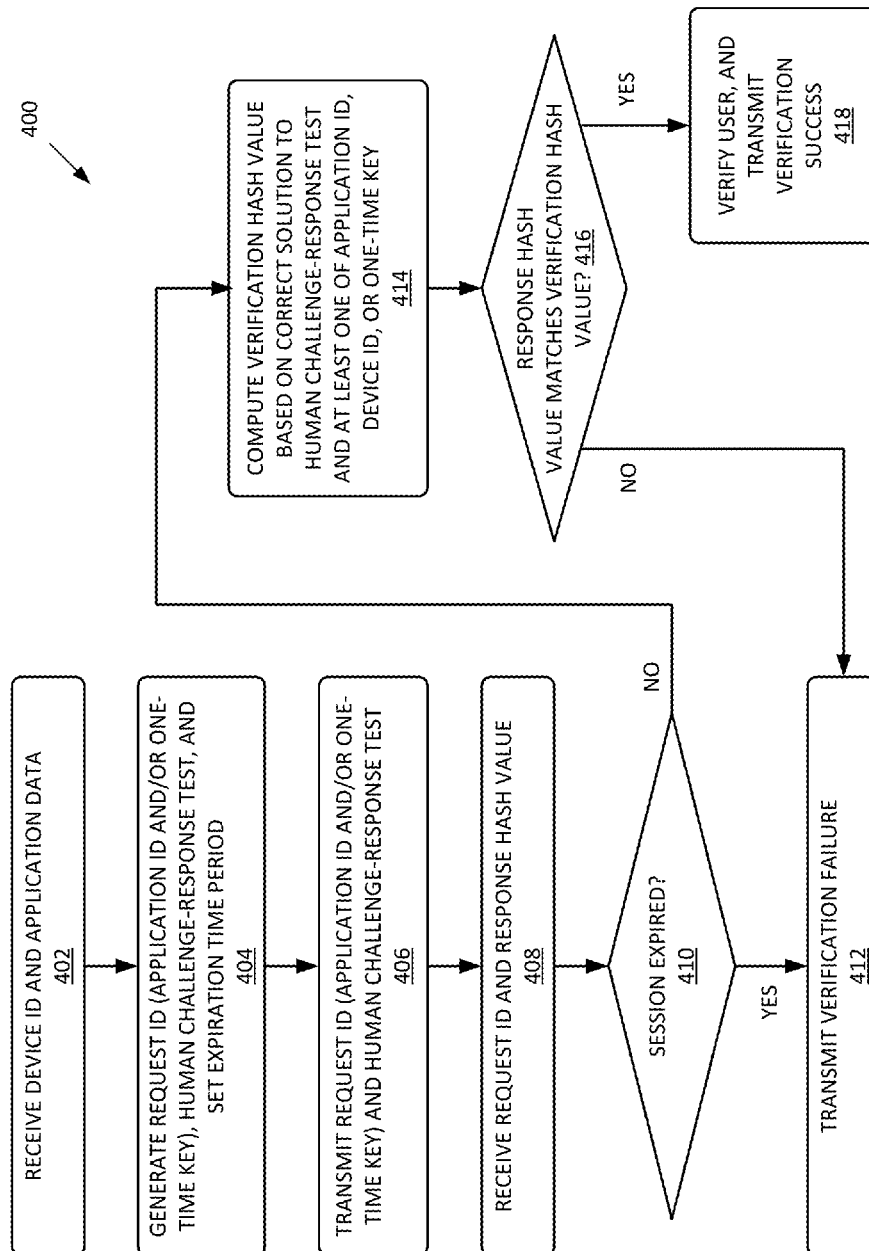 400
RECEIVE DEVICE ID AND APPLICATION DATA
402
GENERATE REQUEST ID (APPLICATION ID AND/OR ONE-
TIME KEY), HUMAN CHALLENGE-RESPONSE TEST, AND
SET EXPIRATION TIME PERIOD
404
TRANSMIT REQUEST ID (APPLICATION ID AND/OR ONE-
TIME KEY) AND HUMAN CHALLENGE-RESPONSE TEST
406
RECEIVE REQUEST ID AND RESPONSE HASH VALUE
408
SESSION EXPIRED?
410
YES
NO
TRANSMIT VERIFICATION FAILURE
412
COMPUTE VERIFICATION HASH VALUE
BASED ON CORRECT SOLUTION TO
HUMAN CHALLENGE-RESPONSE TEST
AND AT LEAST ONE OF APPLICATION ID,
DEVICE ID, OR ONE-TIME KEY
414
RESPONSE HASH
VALUE MATCHES VERIFICATION HASH
VALUE? 416
NO
YES
VERIFY USER, AND
TRANSMIT
VERIFICATION
SUCCESS
418